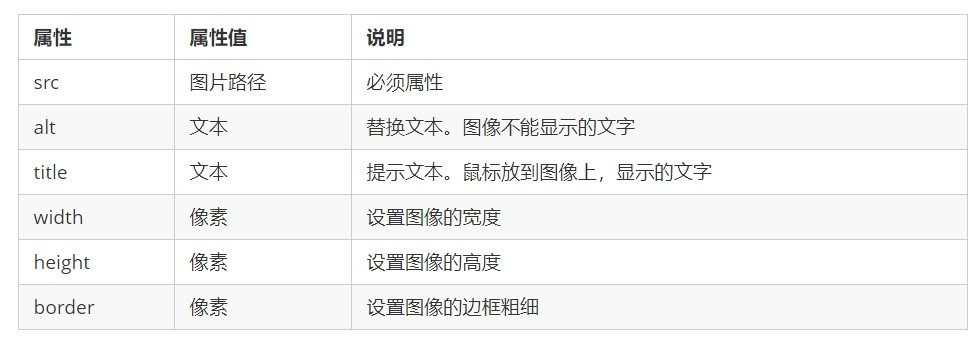 属性 属性值 说明
src 图片路径 必须属性
alt 文本 替换文本。图像不能显示的文字
title 文本 提示文本。鼠标放到图像上，显示的文字
width 像素 设置图像的宽度
height 像素 设置图像的高度
border 像素 设置图像的边框粗细